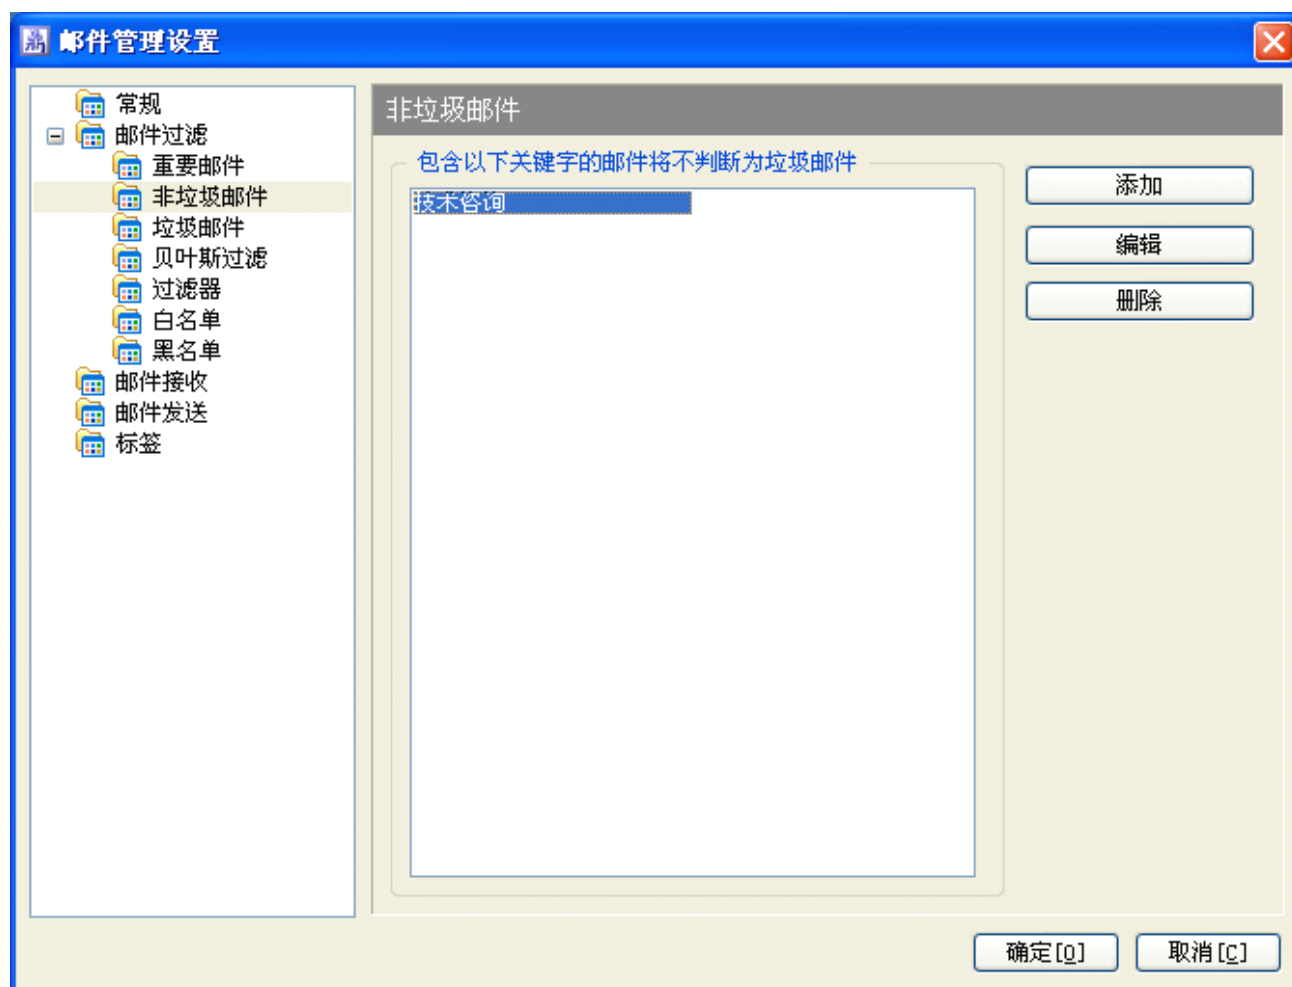 邮件管理设置
常规
邮件过滤
重要邮件
非垃圾邮件
垃圾邮件
贝叶斯过滤
过滤器
白名单
黑名单
邮件接收
邮件发送
标签
非垃圾邮件
包含以下关键字的邮件将不判断为垃圾邮件
技术咨询
添加
编辑
删除
确定[O]
取消[C]